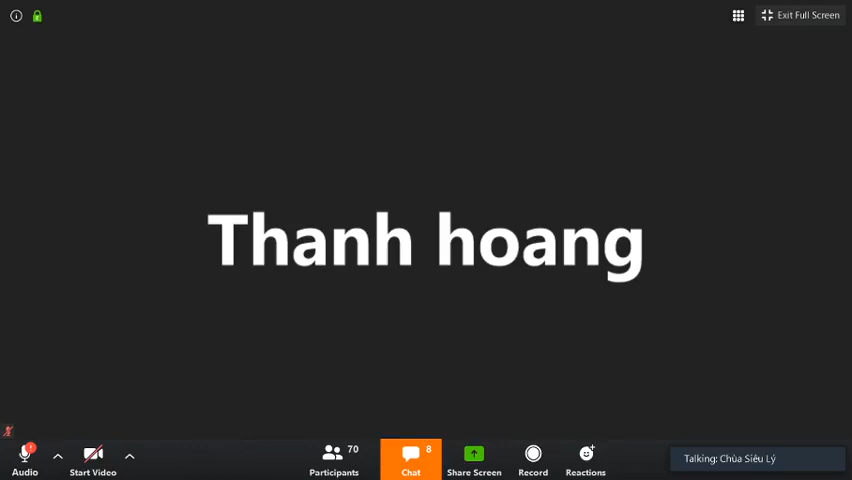 Exit Full Screen
Thanh hoang
Audio
Start Video
70
Participants
8
Chat
Share Screen
Record
Reactions
Talking: Chùa Siêu Lý